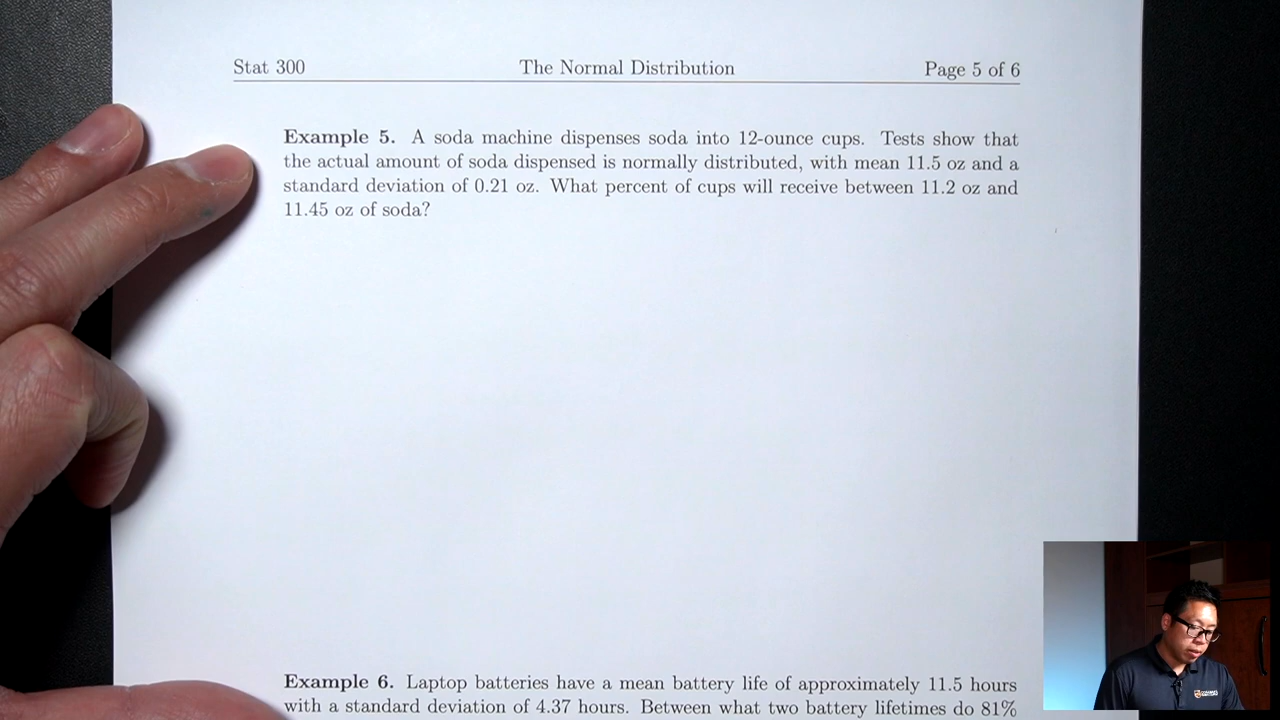 Stat 300
The Normal Distribution
Page 5 of 6
Example 5. A soda machine dispenses soda into 12-ounce cups. Tests show that
the actual amount of soda dispensed is normally distributed, with mean 11.5 oz and a
standard deviation of 0.21 oz. What percent of cups will receive between 11.2 oz and
11.45 oz of soda?
Example 6. Laptop batteries have a mean battery life of approximately 11.5 hours
with a standard deviation of 4.37 hours. Between what two battery lifetimes do 81%